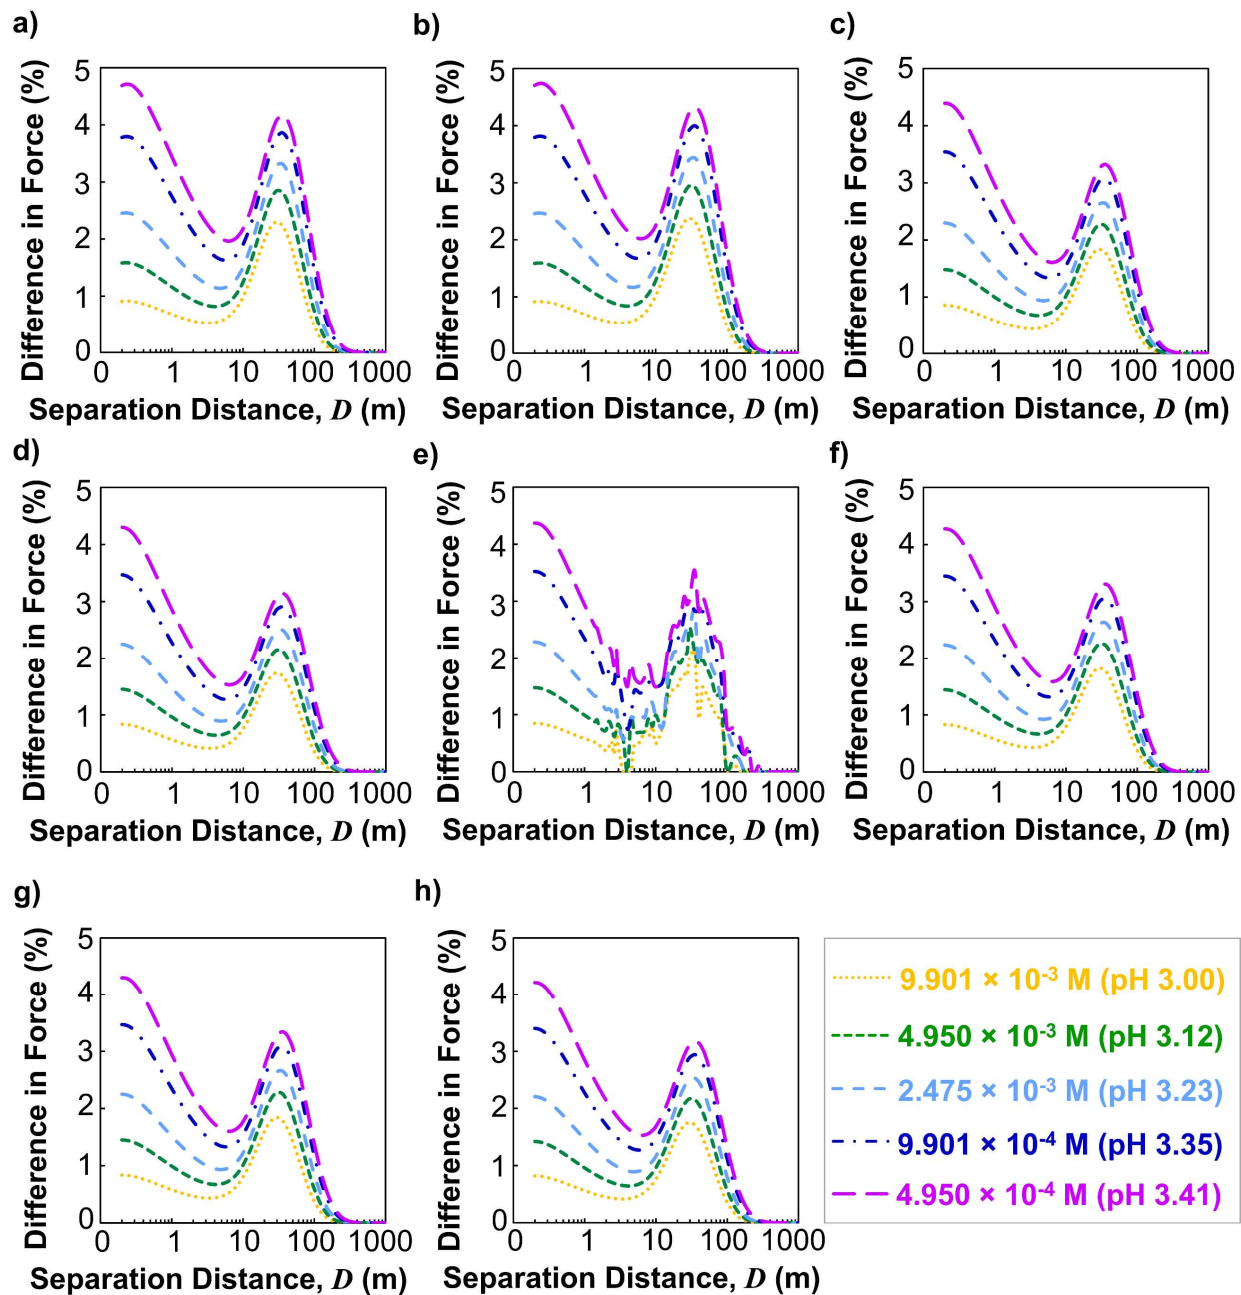 a)
Difference in Force (%)
5
4
3
2
1
0
0 1 10 100 1000
Separation Distance, D (m)
b)
Difference in Force (%)
5
4
3
2
1
0
0 1 10 100 1000
Separation Distance, D (m)
c)
Difference in Force (%)
5
4
3
2
1
0
0 1 10 100 1000
Separation Distance, D (m)
d)
Difference in Force (%)
5
4
3
2
1
0
0 1 10 100 1000
Separation Distance, D (m)
e)
Difference in Force (%)
5
4
3
2
1
0
0 1 10 100 1000
Separation Distance, D (m)
f)
Difference in Force (%)
5
4
3
2
1
0
0 1 10 100 1000
Separation Distance, D (m)
g)
Difference in Force (%)
5
4
3
2
1
0
0 1 10 100 1000
Separation Distance, D (m)
h)
Difference in Force (%)
5
4
3
2
1
0
0 1 10 100 1000
Separation Distance, D (m)
9.901 × 10⁻³ M (pH 3.00)
4.950 × 10⁻³ M (pH 3.12)
2.475 × 10⁻³ M (pH 3.23)
9.901 × 10⁻⁴ M (pH 3.35)
4.950 × 10⁻⁴ M (pH 3.41)